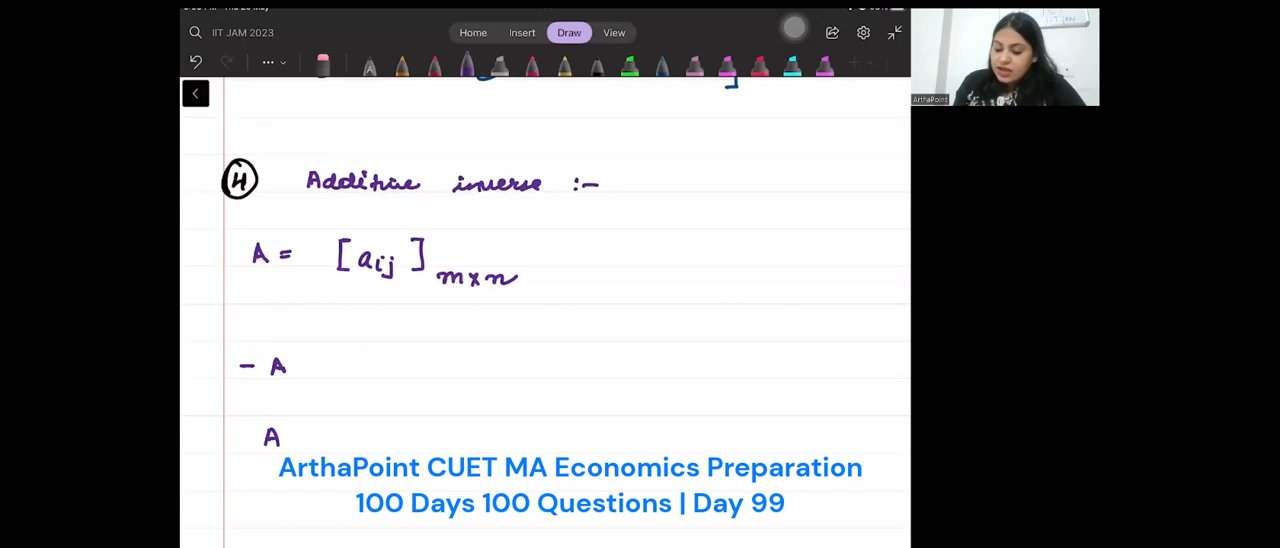 IIT JAM 2023
Home Insert Draw View
ArthaPoint
4 Additive inverse :-
A = [aij] m×n
- A
A
ArthaPoint CUET MA Economics Preparation
100 Days 100 Questions | Day 99